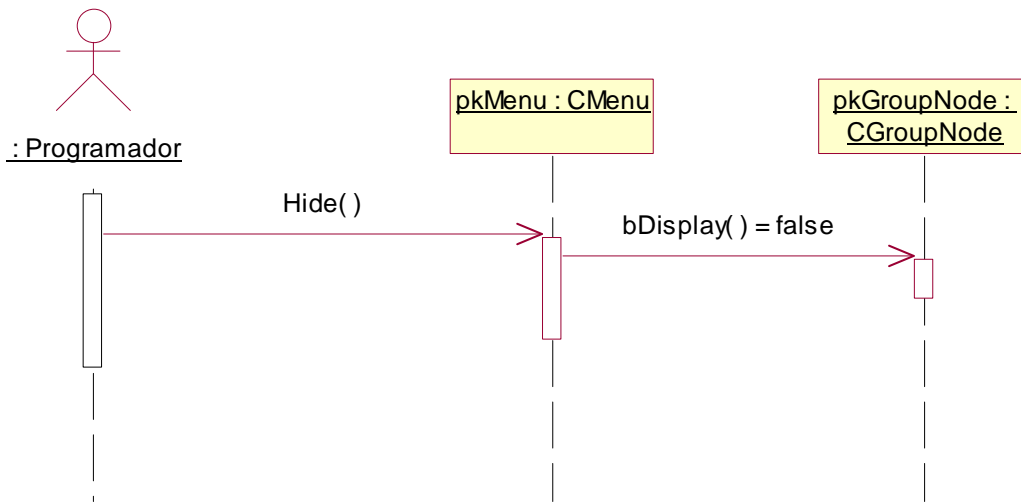 pkMenu : CMenu
pkGroupNode :
CGroupNode
: Programador
Hide( )
bDisplay( ) = false